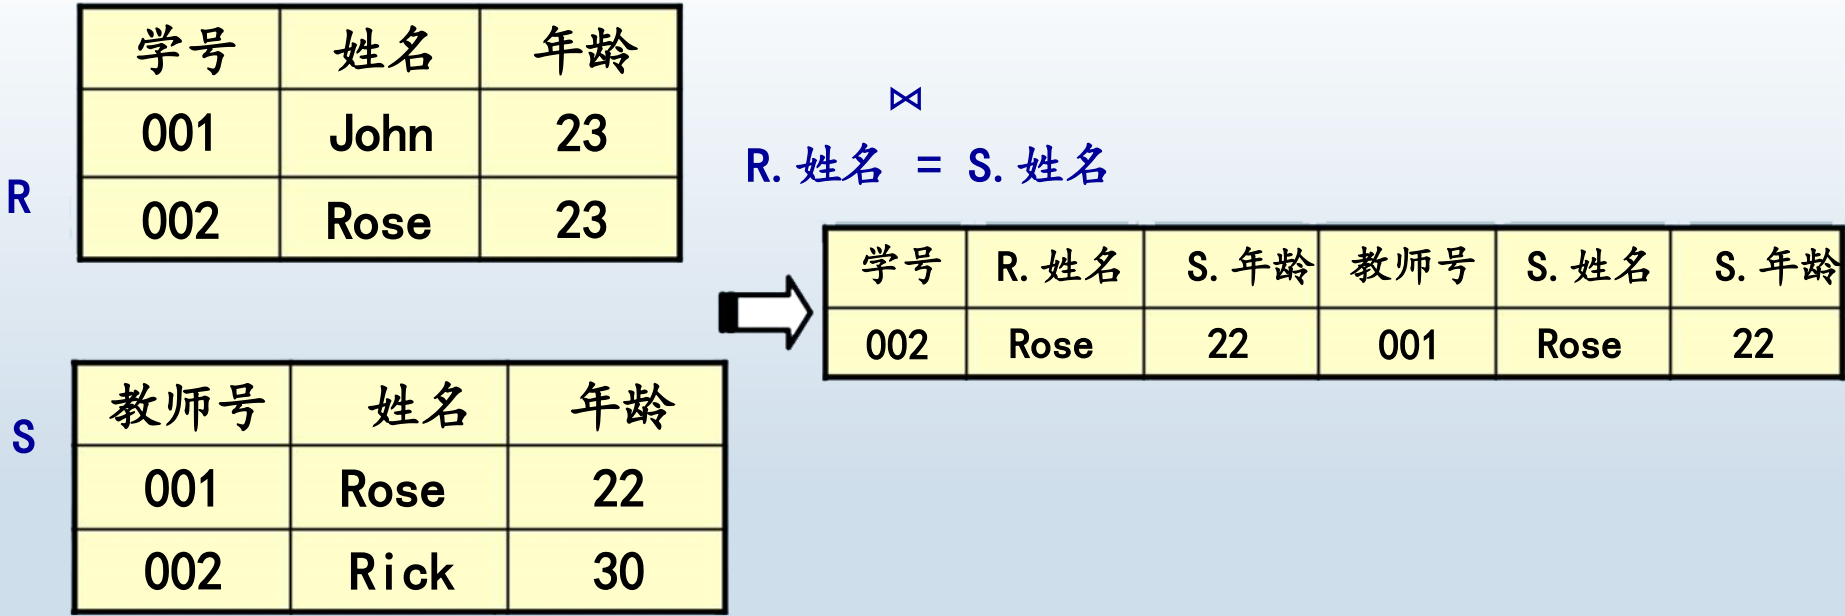 R
学号 姓名 年龄
001 John 23
002 Rose 23
S
教师号 姓名 年龄
001 Rose 22
002 Rick 30
⋈
R.姓名 = S.姓名
学号 R.姓名 S.年龄 教师号 S.姓名 S.年龄
002 Rose 22 001 Rose 22